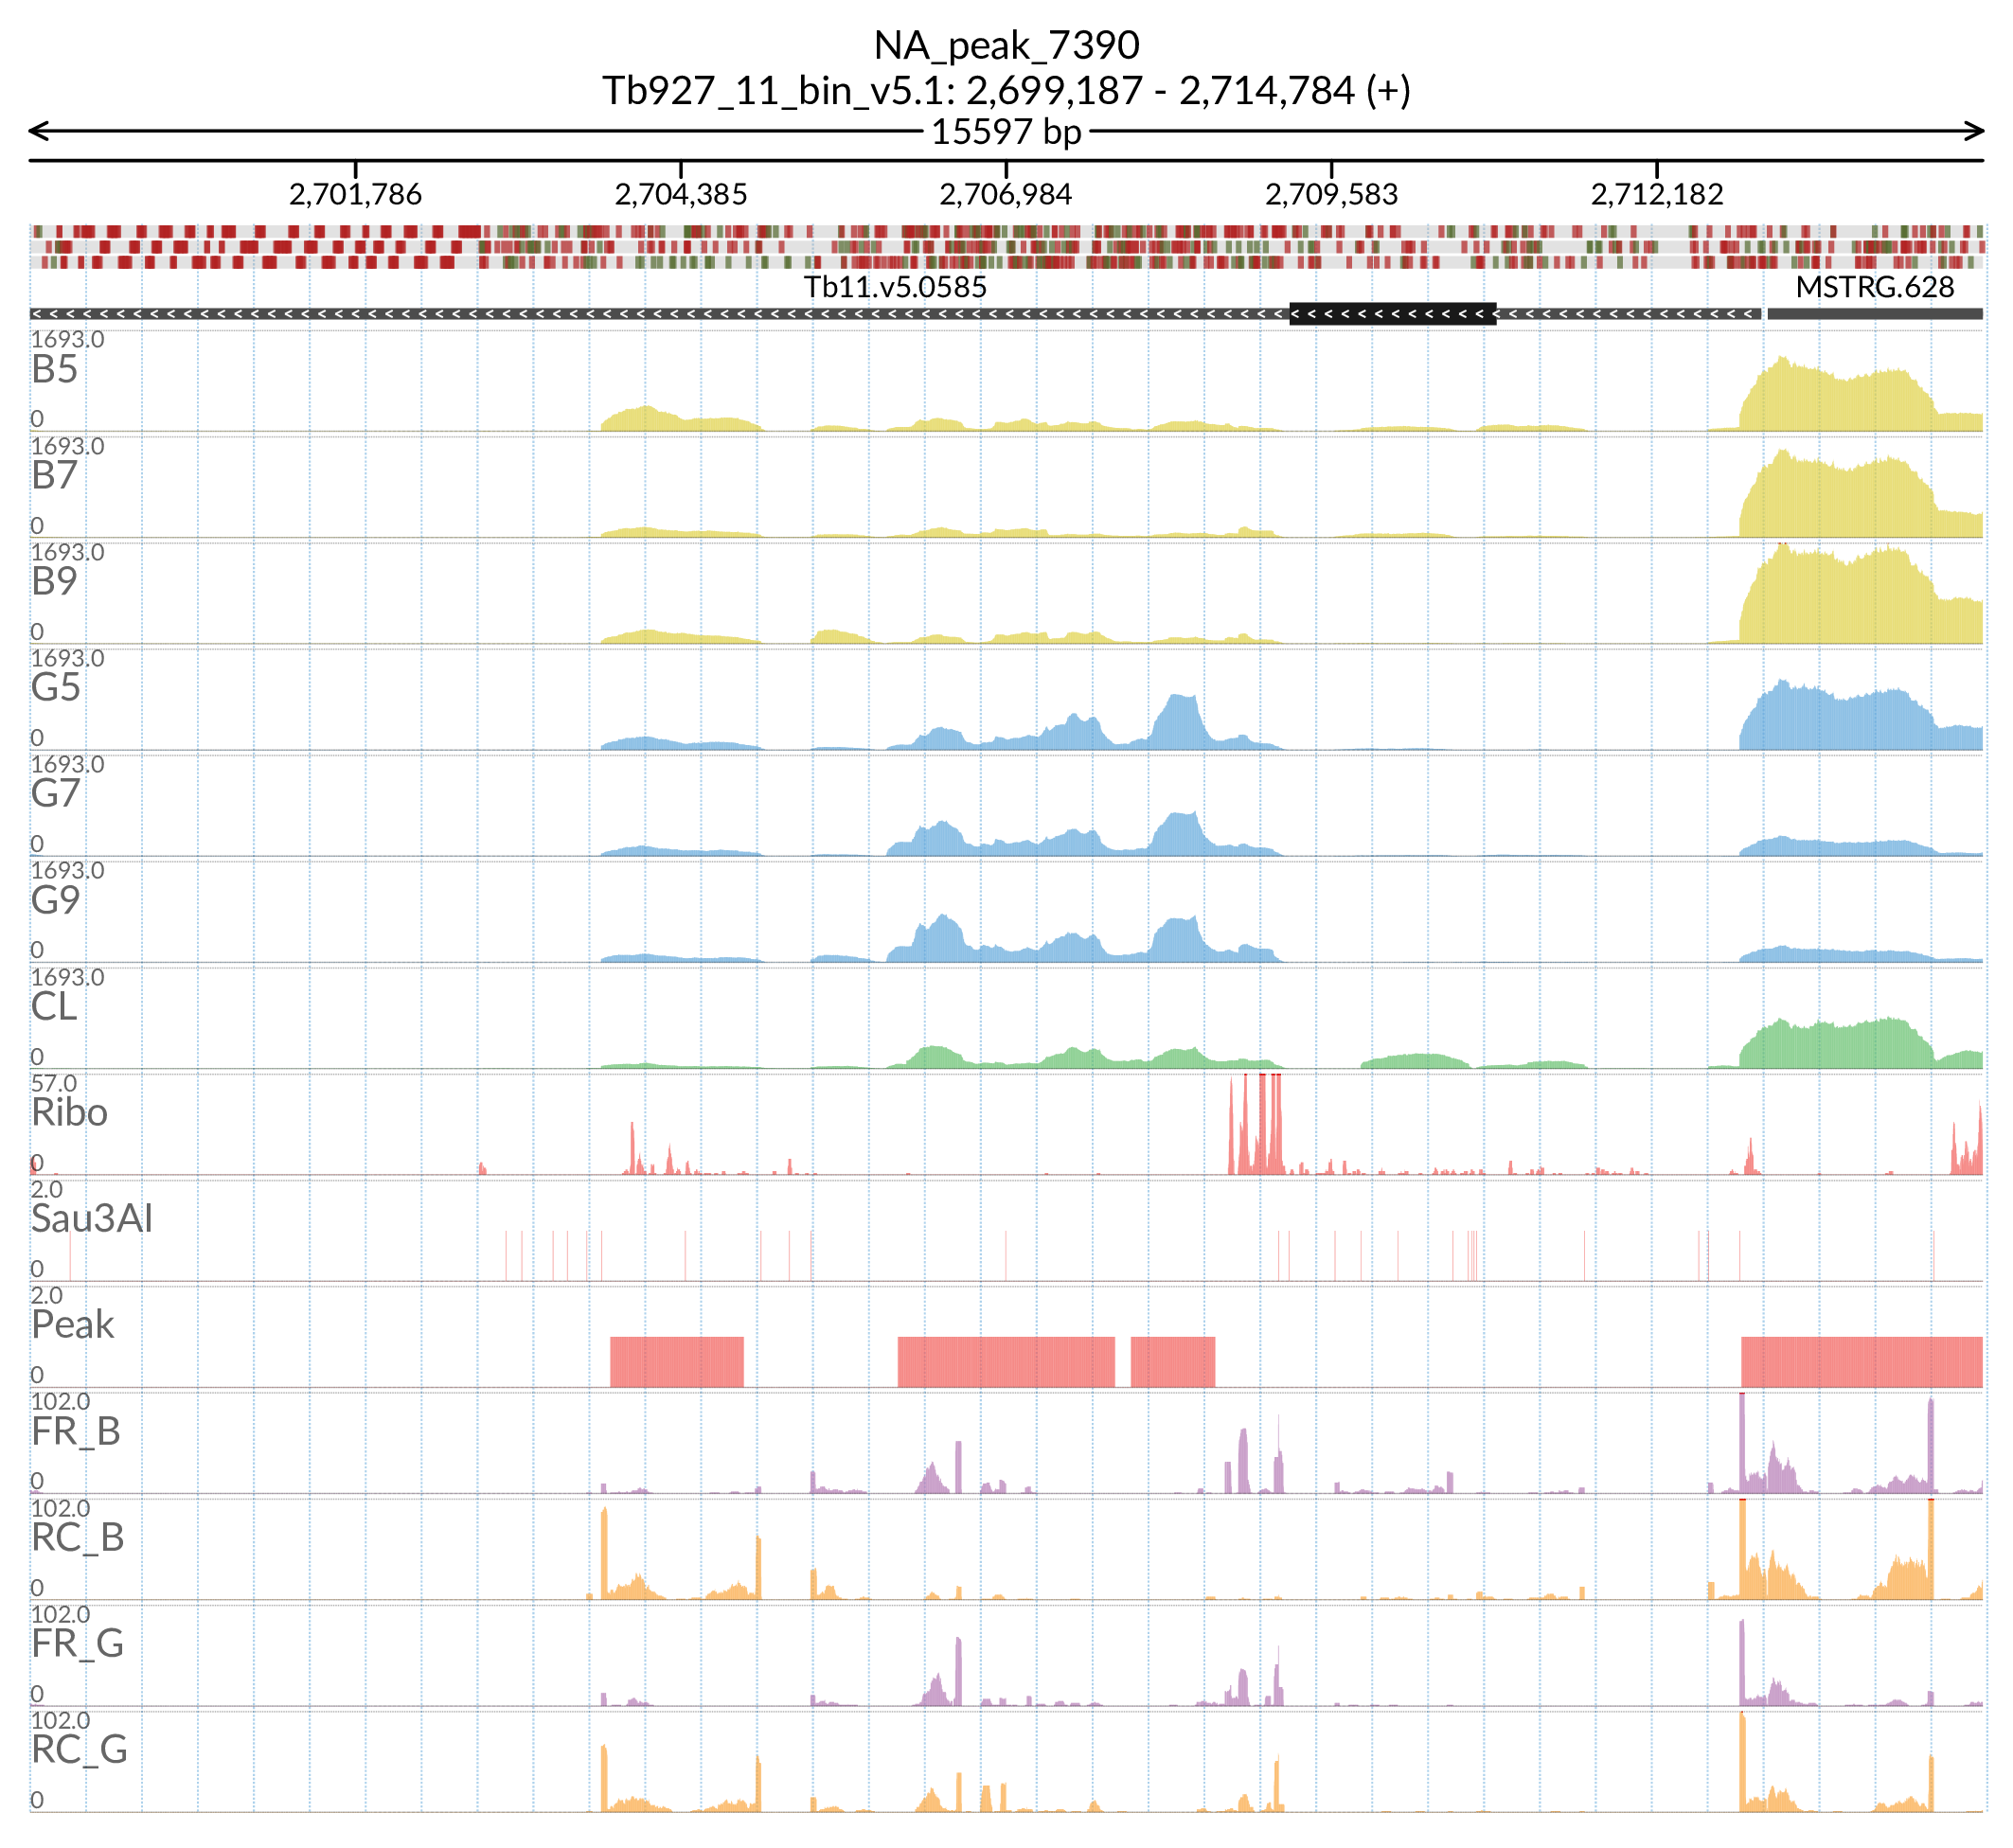 NA_peak_7390
Tb927_11_bin_v5.1: 2,699,187 - 2,714,784 (+)
15597 bp
2,701,786 2,704,385 2,706,984 2,709,583 2,712,182
Tb11.v5.0585 MSTRG.628
1693.0
B5
0
1693.0
B7
0
1693.0
B9
0
1693.0
G5
0
1693.0
G7
0
1693.0
G9
0
1693.0
CL
0
57.0
Ribo
0
2.0
Sau3AI
0
2.0
Peak
0
102.0
FR_B
0
102.0
RC_B
0
102.0
FR_G
0
102.0
RC_G
0